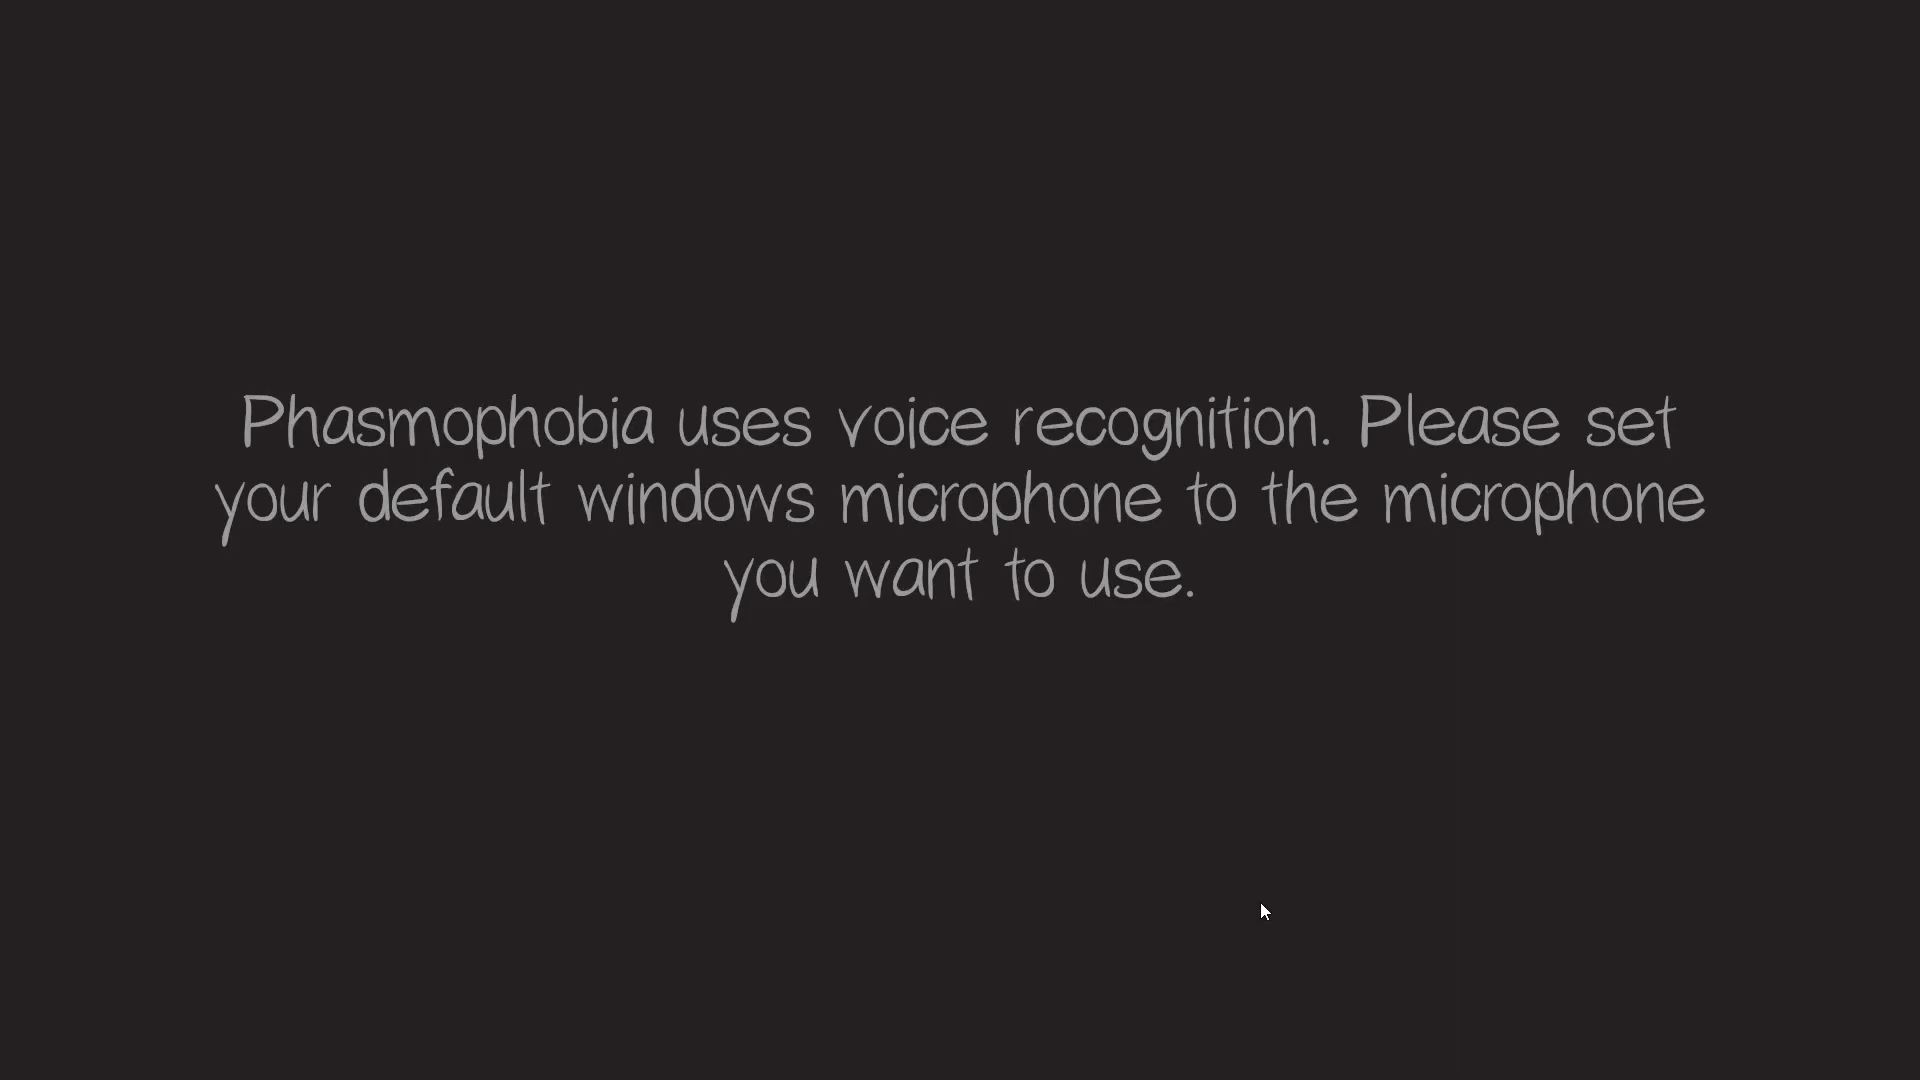 Phasmophobia uses voice recognition. Please set
your default windows microphone to the microphone
you want to use.